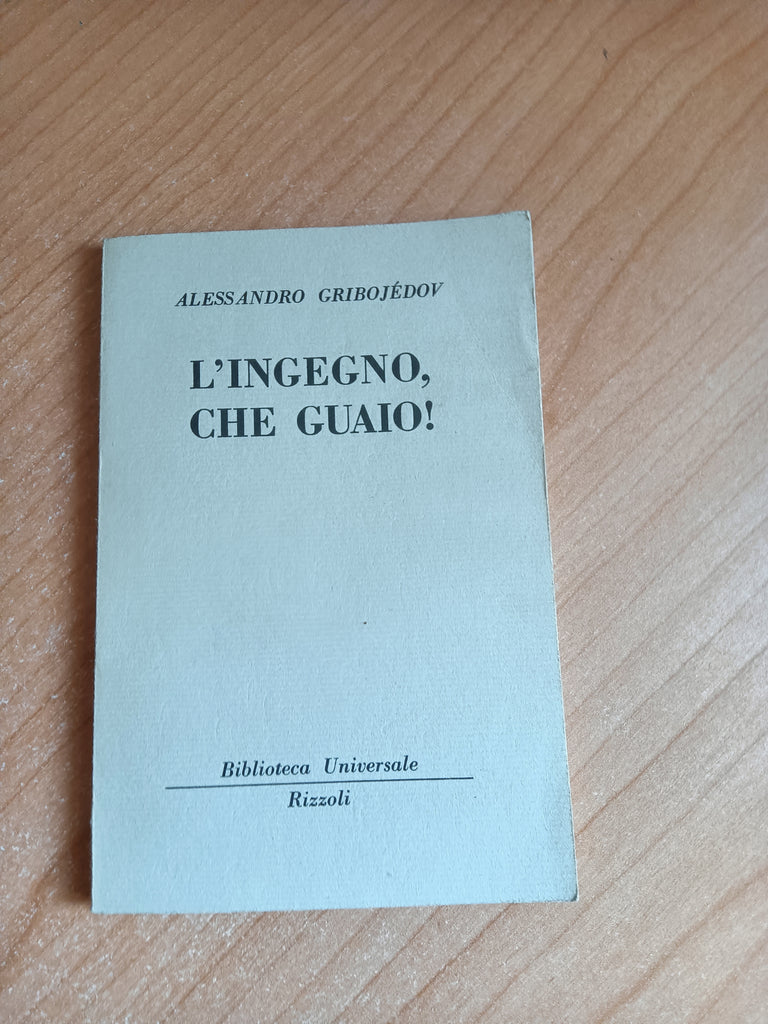 ALESSANDRO GRIBOJÉDOV
L'INGEGNO,
CHE GUAIO!
Biblioteca Universale
Rizzoli